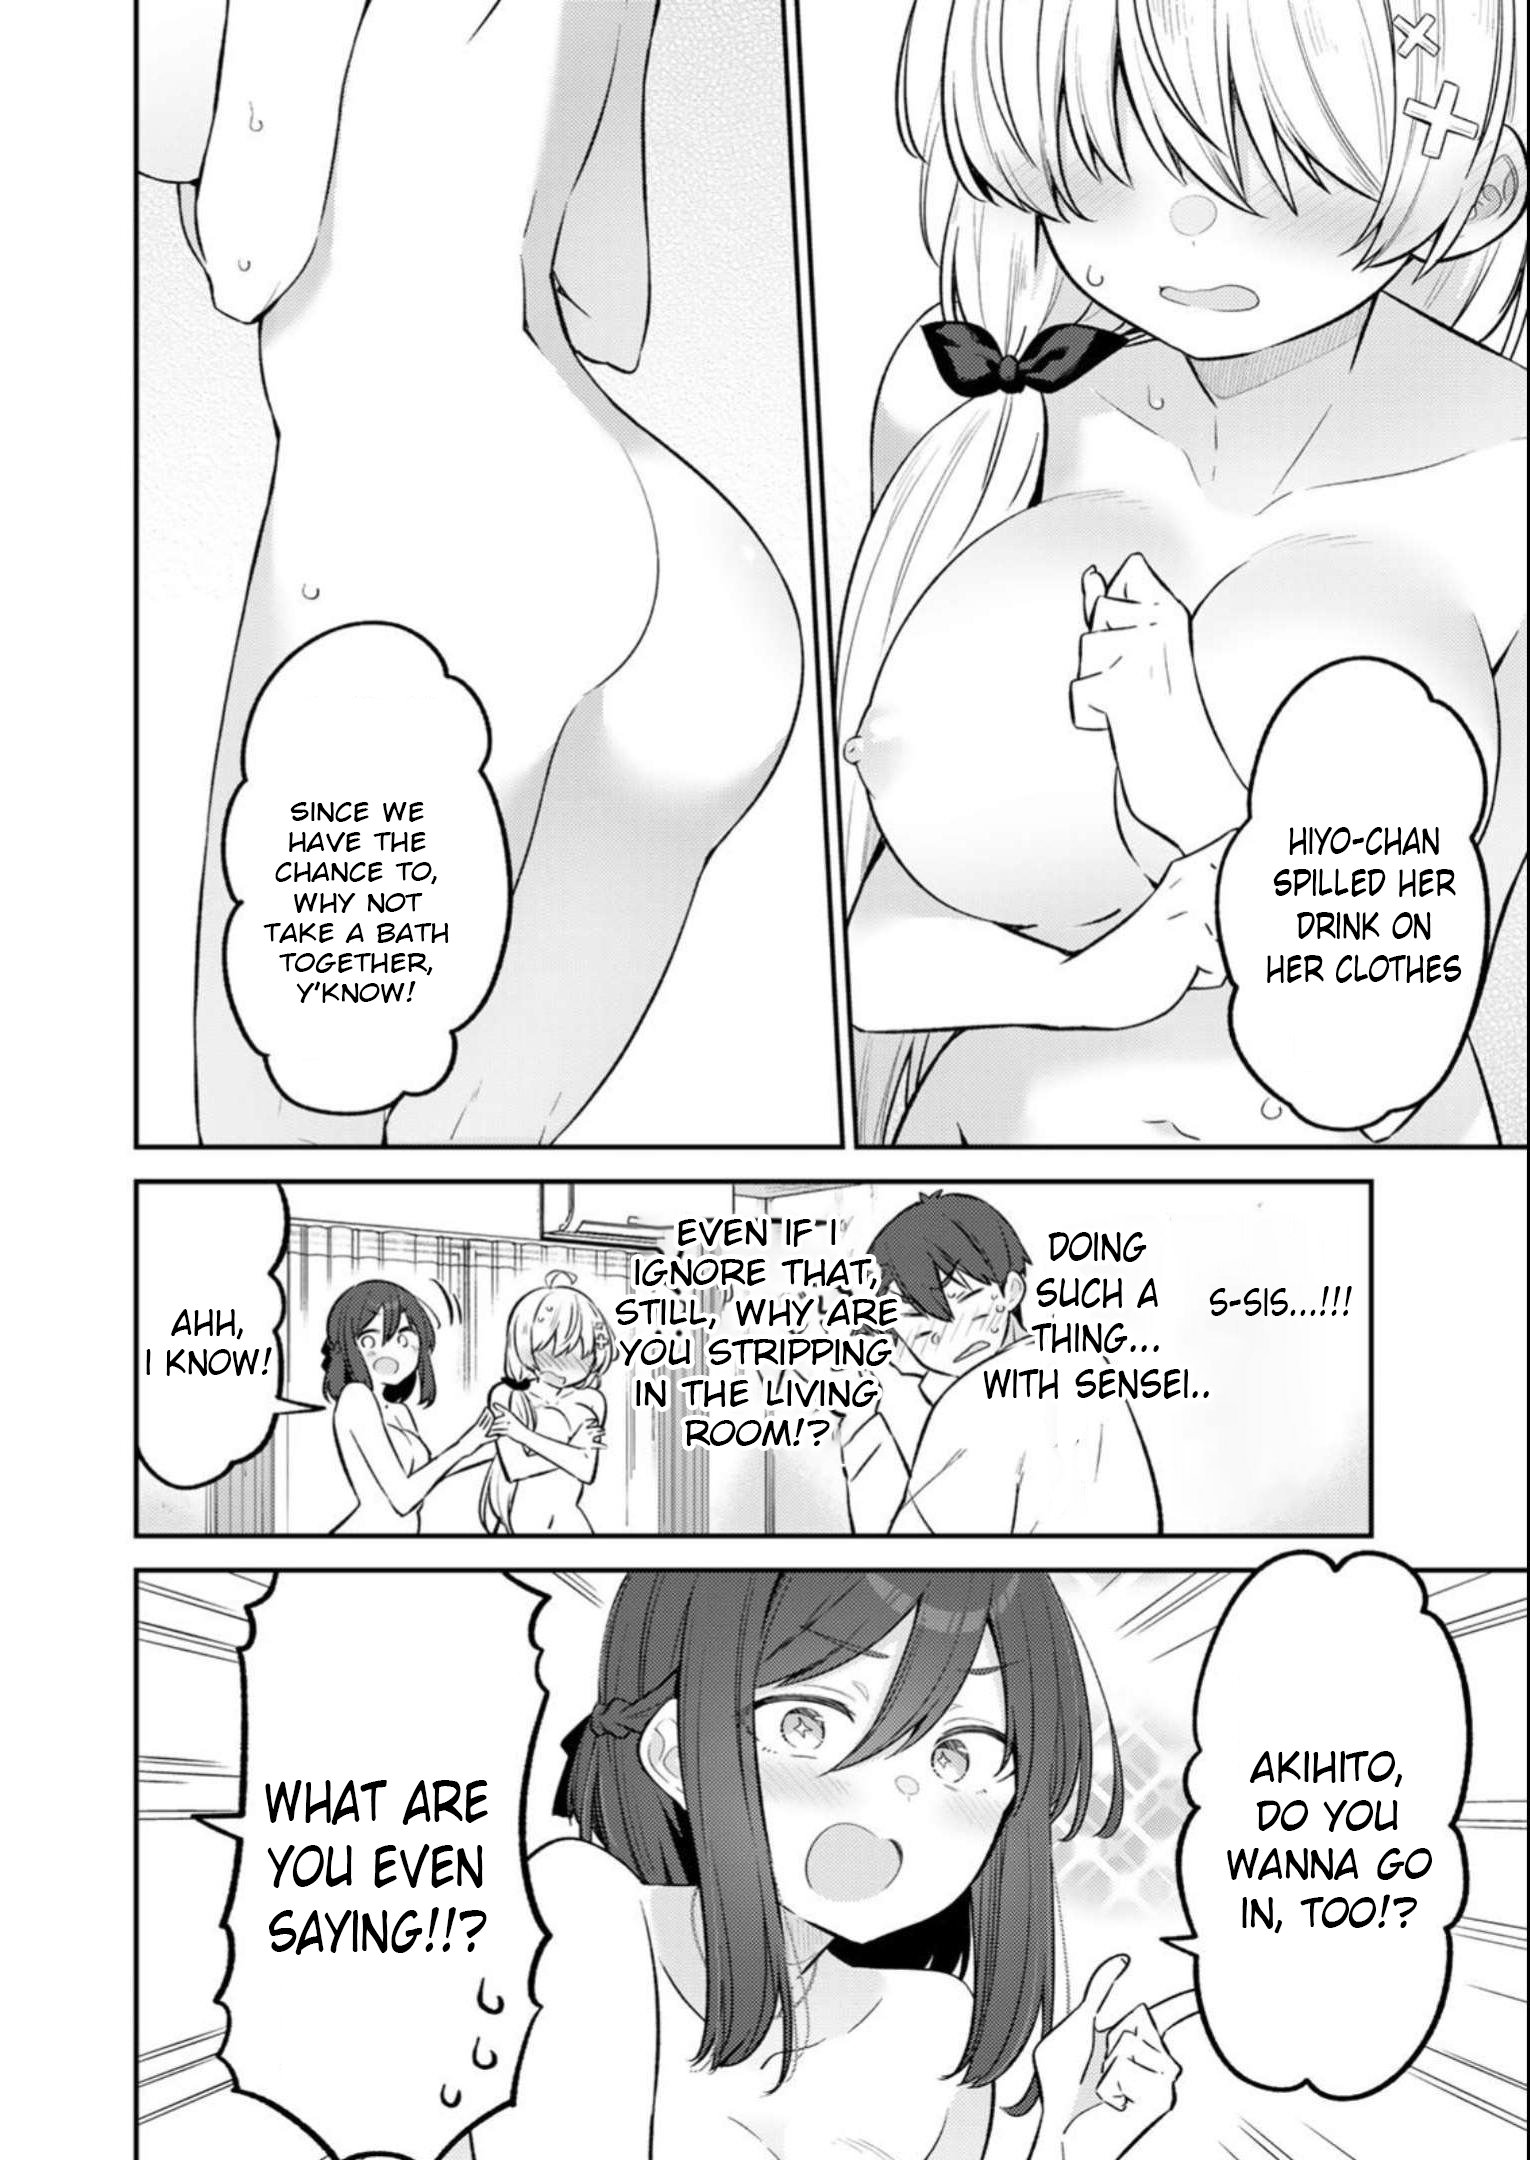 HIYO-CHAN
SPILLED HER
DRINK ON
HER CLOTHES
SINCE WE
HAVE THE
CHANCE TO,
WHY NOT
TAKE A BATH
TOGETHER,
Y'KNOW!
S-SIS...!!!
DOING
SUCH A
THING...
WITH SENSEI..
EVEN IF I
IGNORE THAT,
STILL, WHY ARE
YOU STRIPPING
IN THE LIVING
ROOM!?
AHH,
I KNOW!
AKIHITO,
DO YOU
WANNA GO
IN, TOO!?
WHAT ARE
YOU EVEN
SAYING!!?